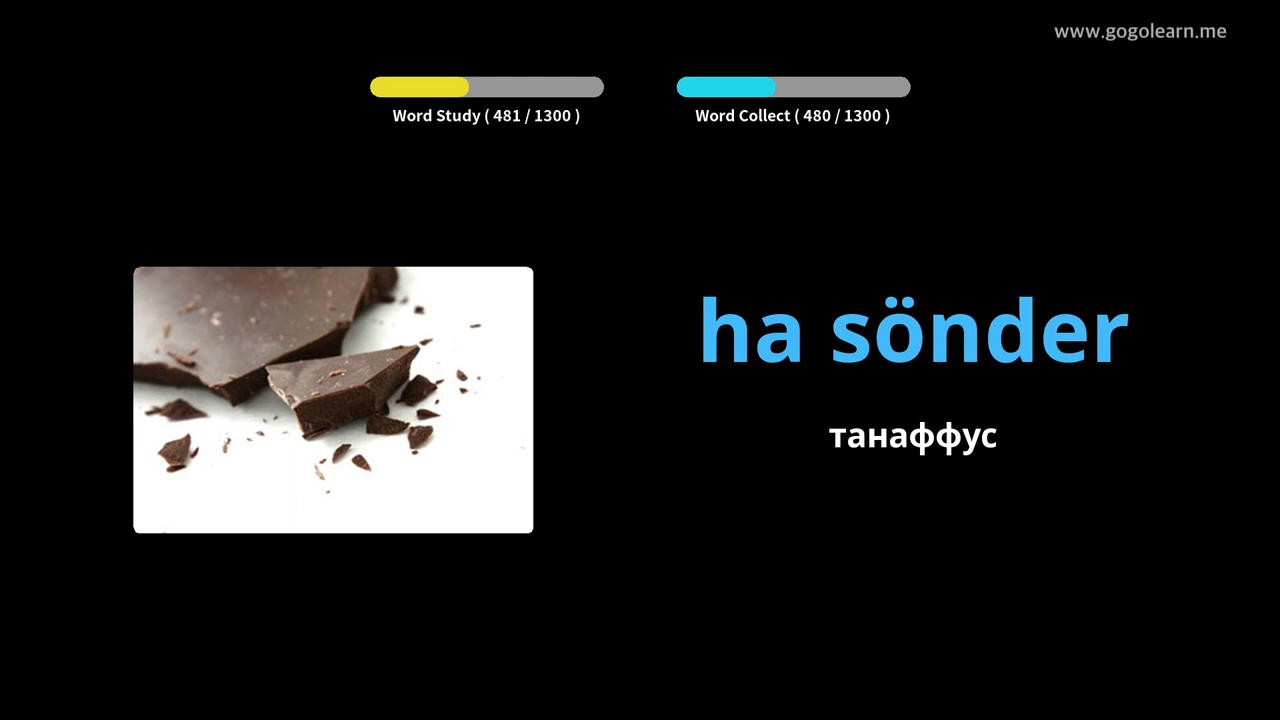 www.gogolearn.me
Word Study ( 481 / 1300 )
Word Collect ( 480 / 1300 )
ha sönder
танаффус